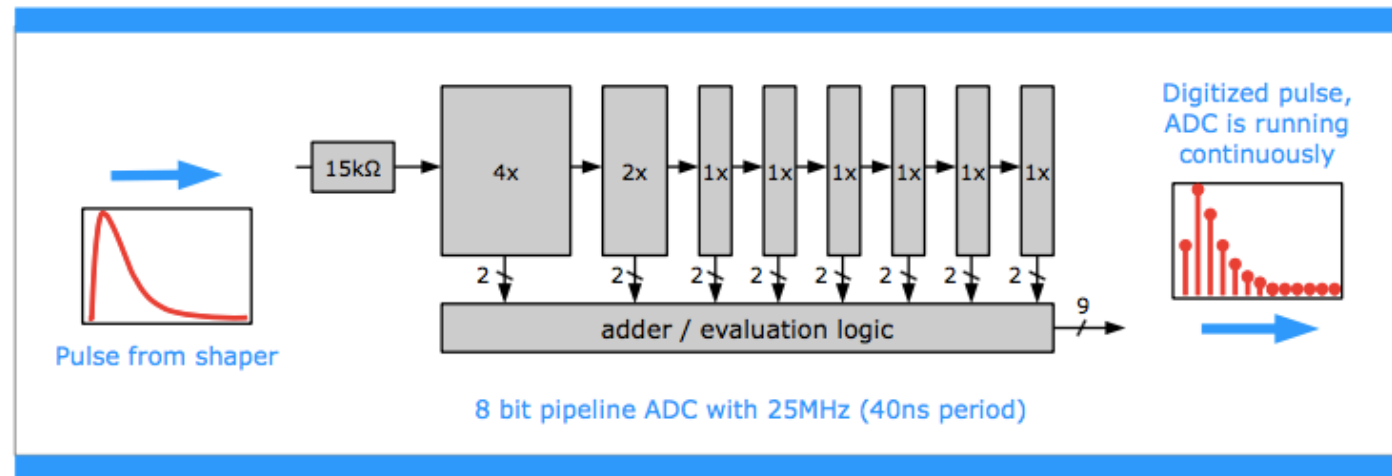 Digitized pulse,
ADC is running
continuously
15kΩ
4x
2x
1x
1x
1x
1x
1x
1x
2
2
2
2
2
2
2
2
9
adder / evaluation logic
Pulse from shaper
8 bit pipeline ADC with 25MHz (40ns period)